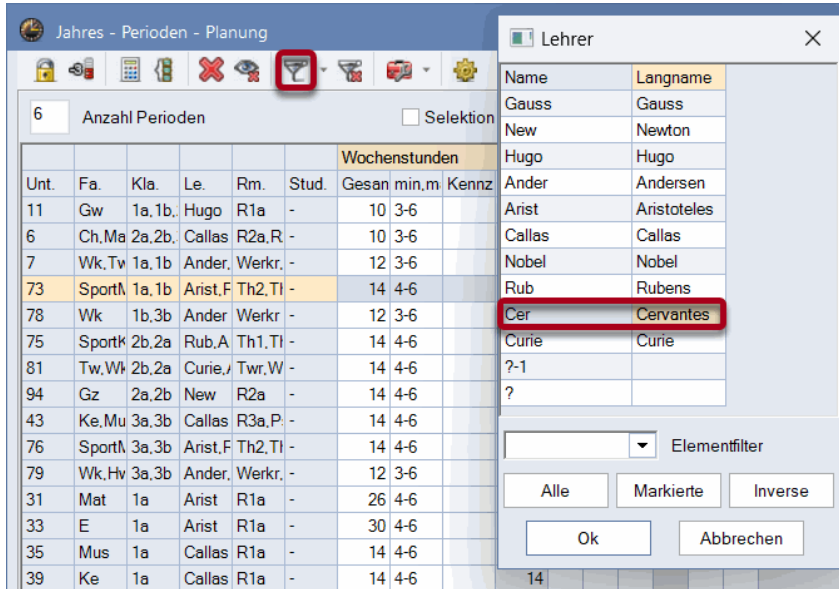 Jahres - Perioden - Planung
6 Anzahl Perioden Selektion
Wochenstunden
Unt. Fa. Kla. Le. Rm. Stud. Gesan min,m Kennz
11 Gw 1a,1b, Hugo R1a - 10 3-6
6 Ch,Ma 2a,2b, Callas R2a,R - 10 3-6
7 Wk,Tw 1a,1b Ander, Werkr, - 12 3-6
73 SportM 1a,1b Arist,F Th2,Th - 14 4-6
78 Wk 1b,3b Ander Werkr - 12 3-6
75 SportK 2b,2a Rub,A Th1,Th - 14 4-6
81 Tw,Wk 2b,2a Curie,A Twr,W - 14 4-6
94 Gz 2a,2b New R2a - 14 4-6
43 Ke,Mu 3a,3b Callas R3a,P - 14 4-6
76 SportM 3a,3b Arist,F Th2,Th - 14 4-6
79 Wk,Hw 3a,3b Ander, Werkr, - 12 3-6
31 Mat 1a Arist R1a - 26 4-6
33 E 1a Arist R1a - 30 4-6
35 Mus 1a Callas R1a - 14 4-6
39 Ke 1a Callas R1a - 14 4-6 14
Lehrer
Name Langname
Gauss Gauss
New Newton
Hugo Hugo
Ander Andersen
Arist Aristoteles
Callas Callas
Nobel Nobel
Rub Rubens
Cer Cervantes
Curie Curie
?-1
?
Elementfilter
Alle Markierte Inverse
Ok Abbrechen